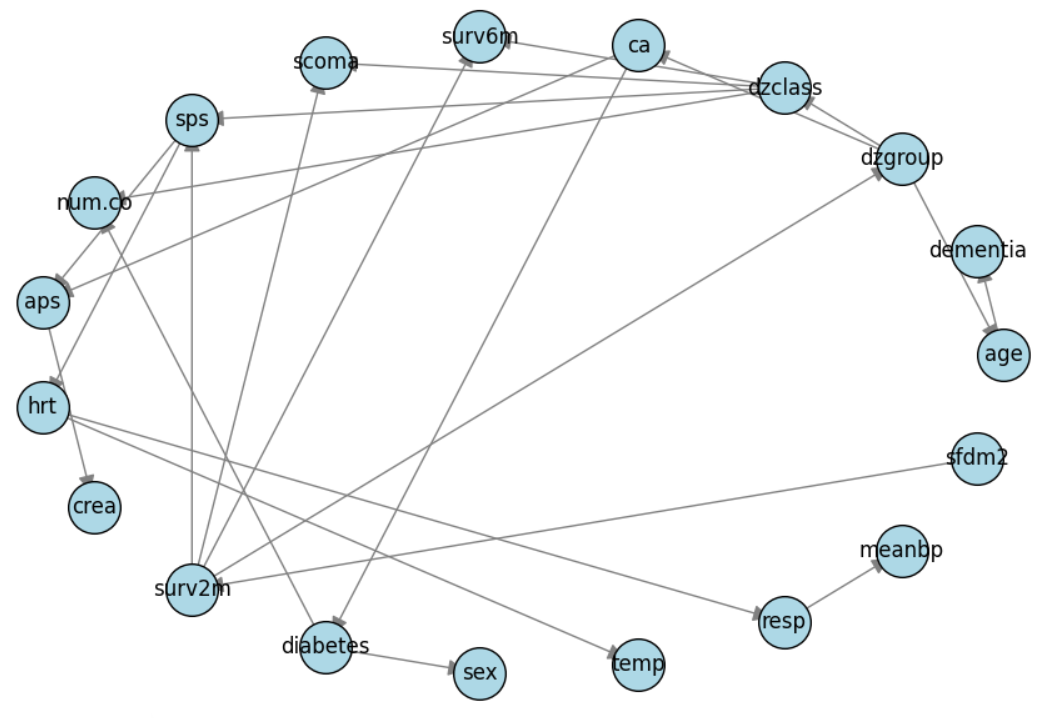 surv6m
ca
scoma
dzclass
sps
dzgroup
num.co
dementia
aps
age
hrt
sfdm2
crea
meanbp
surv2m
resp
diabetes
temp
sex